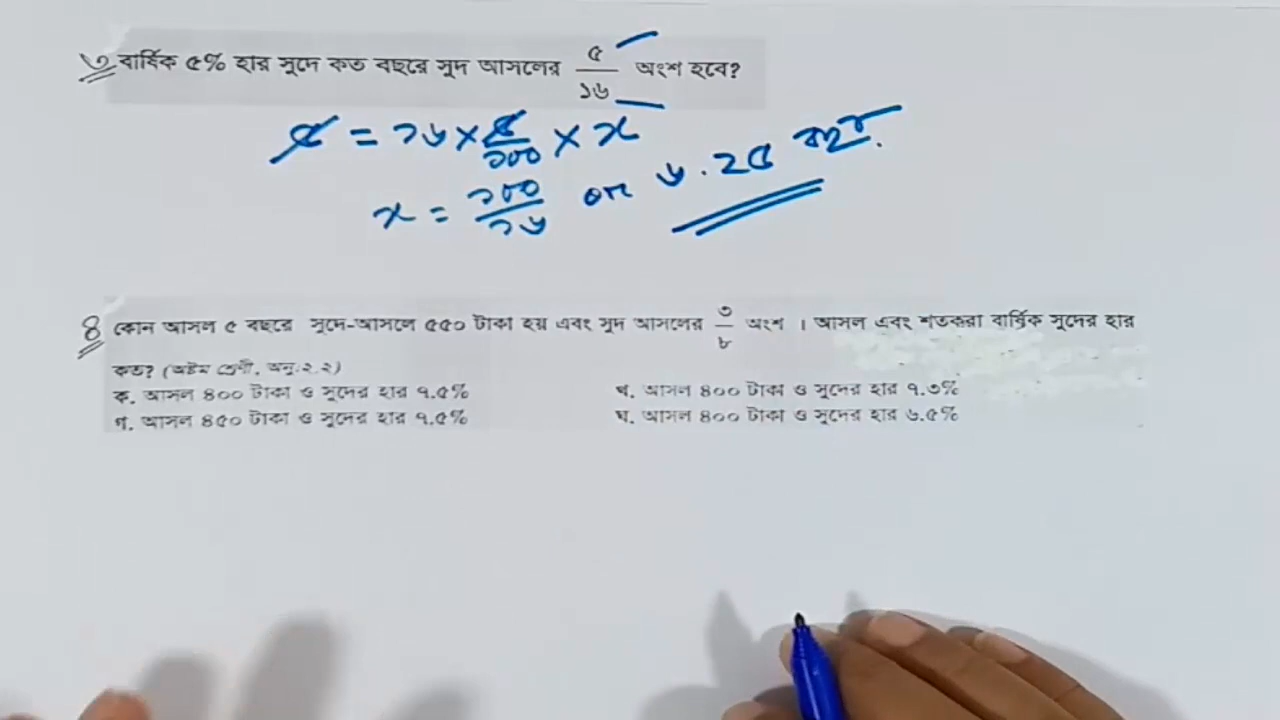 ৩ বার্ষিক ৫% হার সুদে কত বছরে সুদ আসলের ৫/১৬ অংশ হবে?
৫ = ১৬ × ৫/১০০ × x
x = ১০০/১৬ or ৬.২৫ বছর
৪ কোন আসল ৫ বছরে সুদে-আসলে ৫৫০ টাকা হয় এবং সুদ আসলের ৩/৮ অংশ । আসল এবং শতকরা বার্ষিক সুদের হার
কত? (অষ্টম শ্রেণী, অনু:২.২)
ক. আসল ৪০০ টাকা ও সুদের হার ৭.৫%
খ. আসল ৪০০ টাকা ও সুদের হার ৭.৩%
গ. আসল ৪৫০ টাকা ও সুদের হার ৭.৫%
ঘ. আসল ৪০০ টাকা ও সুদের হার ৬.৫%